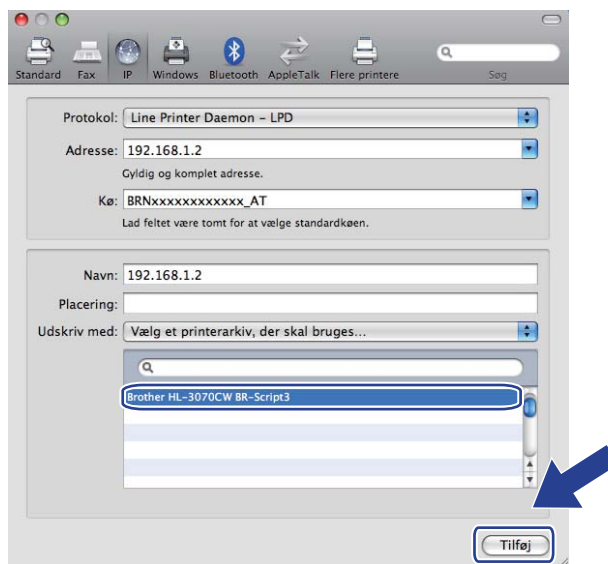 Standard Fax IP Windows Bluetooth AppleTalk Flere printere Søg
Protokol: Line Printer Daemon – LPD
Adresse: 192.168.1.2
Gyldig og komplet adresse.
Kø: BRNxxxxxxxxxxxx_AT
Lad feltet være tomt for at vælge standardkøen.
Navn: 192.168.1.2
Placering:
Udskriv med: Vælg et printerarkiv, der skal bruges...
Brother HL-3070CW BR-Script3
Tilføj